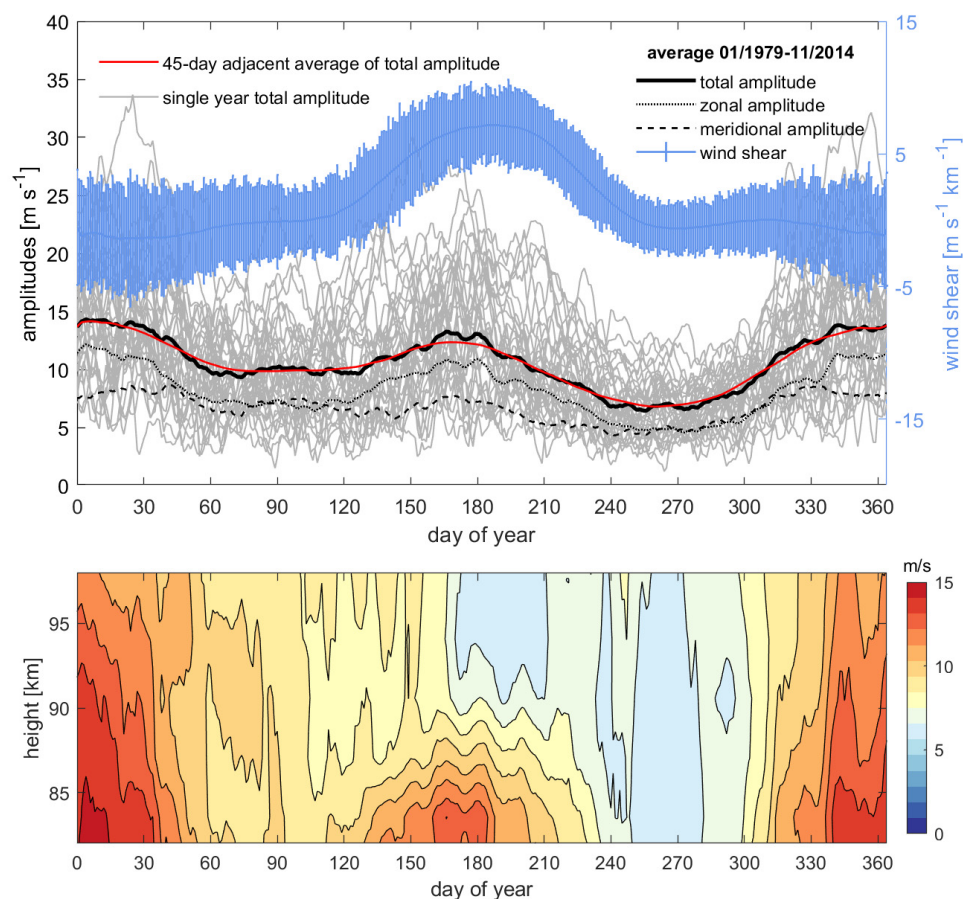 45-day adjacent average of total amplitude
single year total amplitude
average 01/1979-11/2014
total amplitude
zonal amplitude
meridional amplitude
wind shear
amplitudes [m s⁻¹]
40
35
30
25
20
15
10
5
0
15
5
-5
-15
wind shear [m s⁻¹ km⁻¹]
0 30 60 90 120 150 180 210 240 270 300 330 360
day of year
height [km]
95
90
85
0 30 60 90 120 150 180 210 240 270 300 330 360
day of year
m/s
15
10
5
0